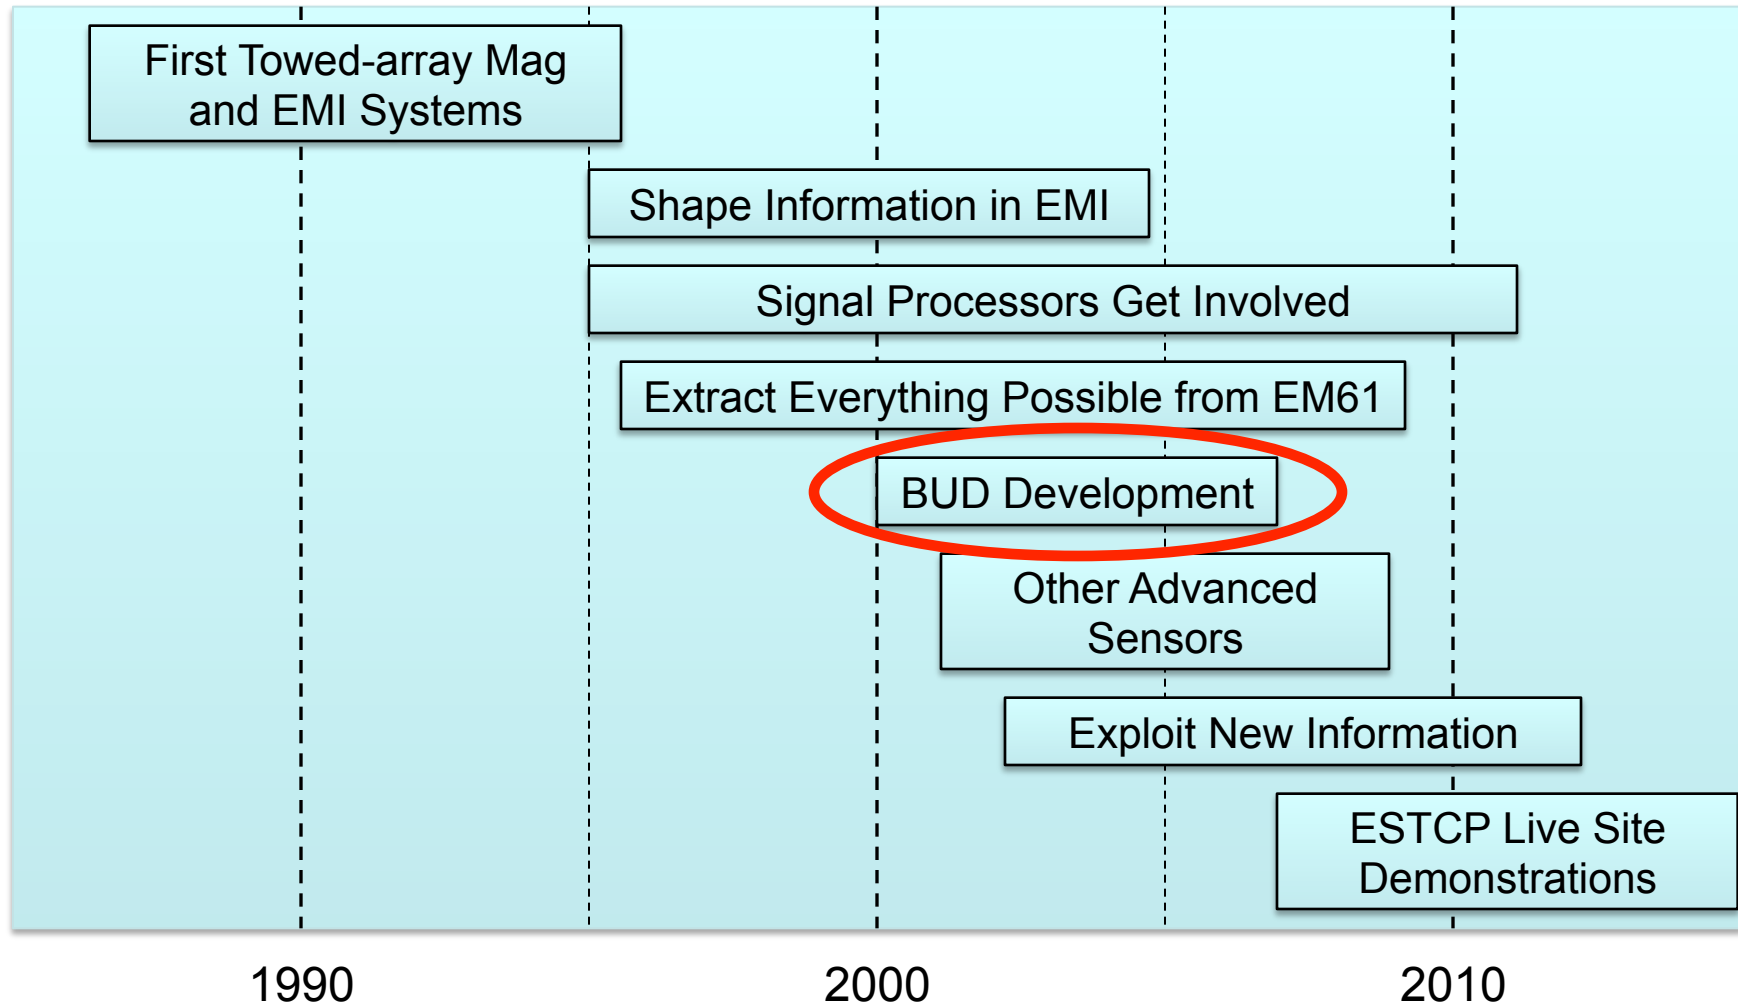 First Towed-array Mag
and EMI Systems
Shape Information in EMI
Signal Processors Get Involved
Extract Everything Possible from EM61
BUD Development
Other Advanced
Sensors
Exploit New Information
ESTCP Live Site
Demonstrations
1990
2000
2010